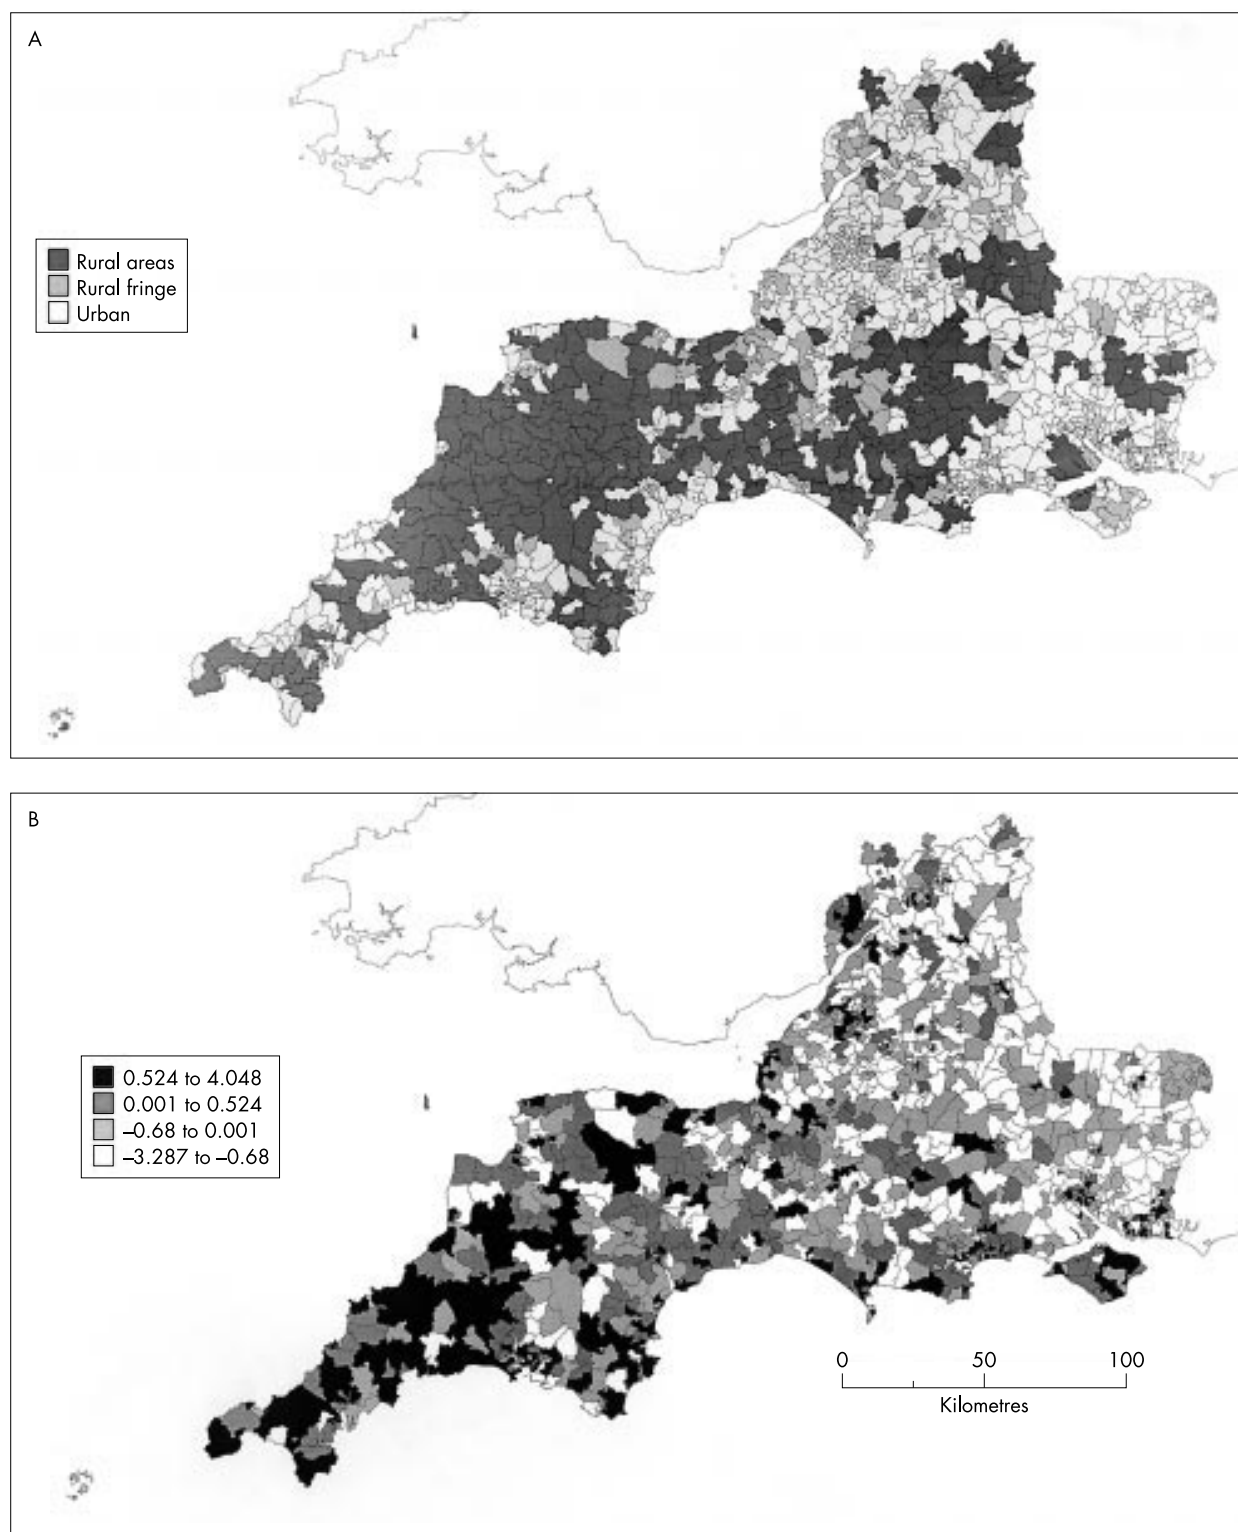 A
Rural areas
Rural fringe
Urban
B
0.524 to 4.048
0.001 to 0.524
–0.68 to 0.001
–3.287 to –0.68
0 50 100
Kilometres